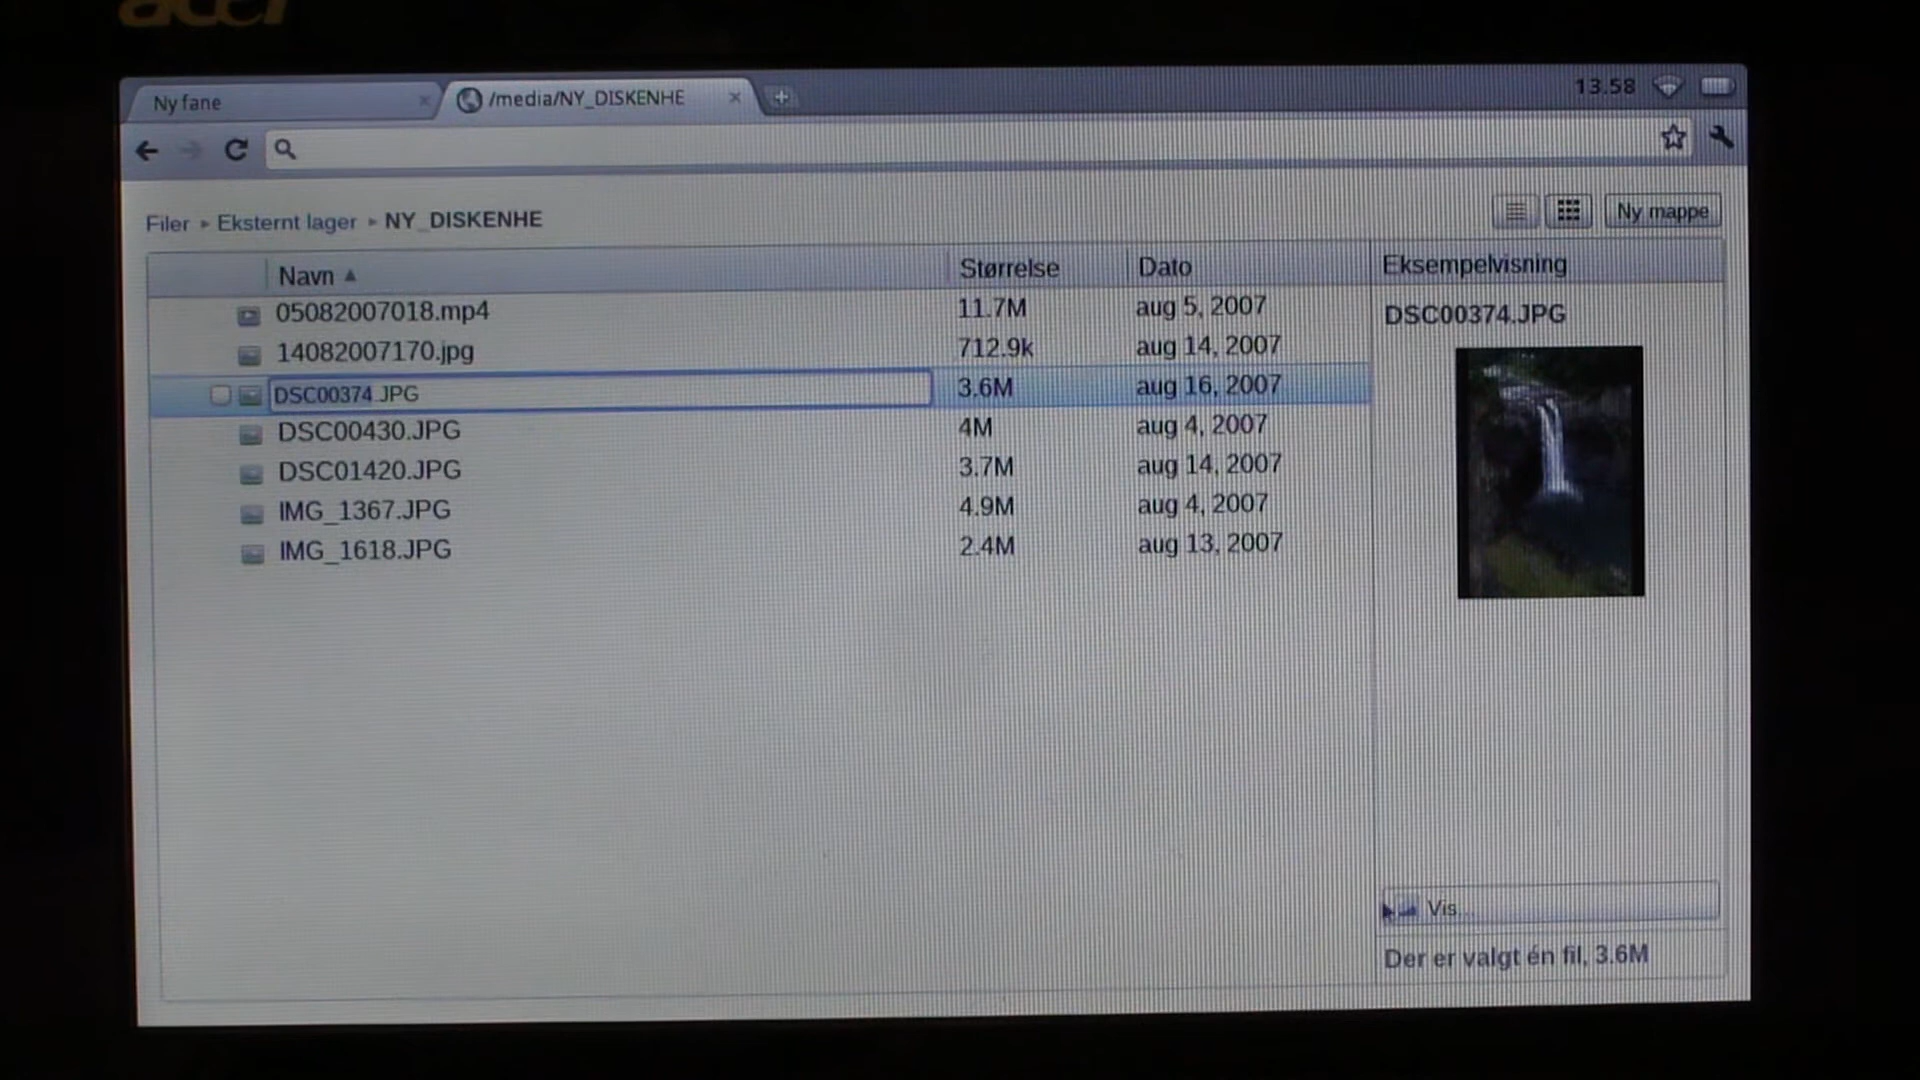 acer
Ny fane
/media/NY_DISKENHE
13.58
Filer ▸ Eksternt lager ▸ NY_DISKENHE
Ny mappe
Navn ▲ Størrelse Dato Eksempelvisning
05082007018.mp4 11.7M aug 5, 2007
14082007170.jpg 712.9k aug 14, 2007
DSC00374.JPG 3.6M aug 16, 2007
DSC00430.JPG 4M aug 4, 2007
DSC01420.JPG 3.7M aug 14, 2007
IMG_1367.JPG 4.9M aug 4, 2007
IMG_1618.JPG 2.4M aug 13, 2007
DSC00374.JPG
Vis...
Der er valgt én fil, 3.6M